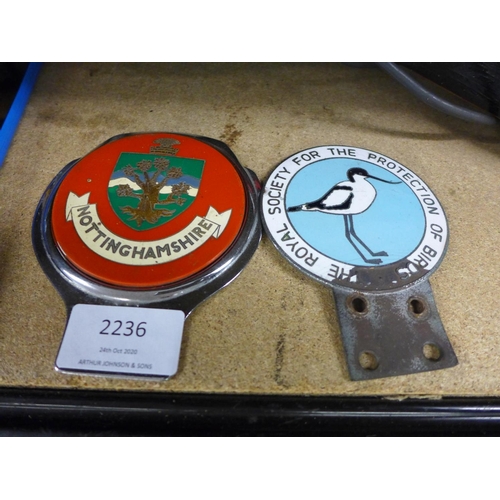 NOTTINGHAMSHIRE
2236
24th Oct 2020
ARTHUR JOHNSON & SONS
THE ROYAL SOCIETY FOR THE PROTECTION OF BIRDS